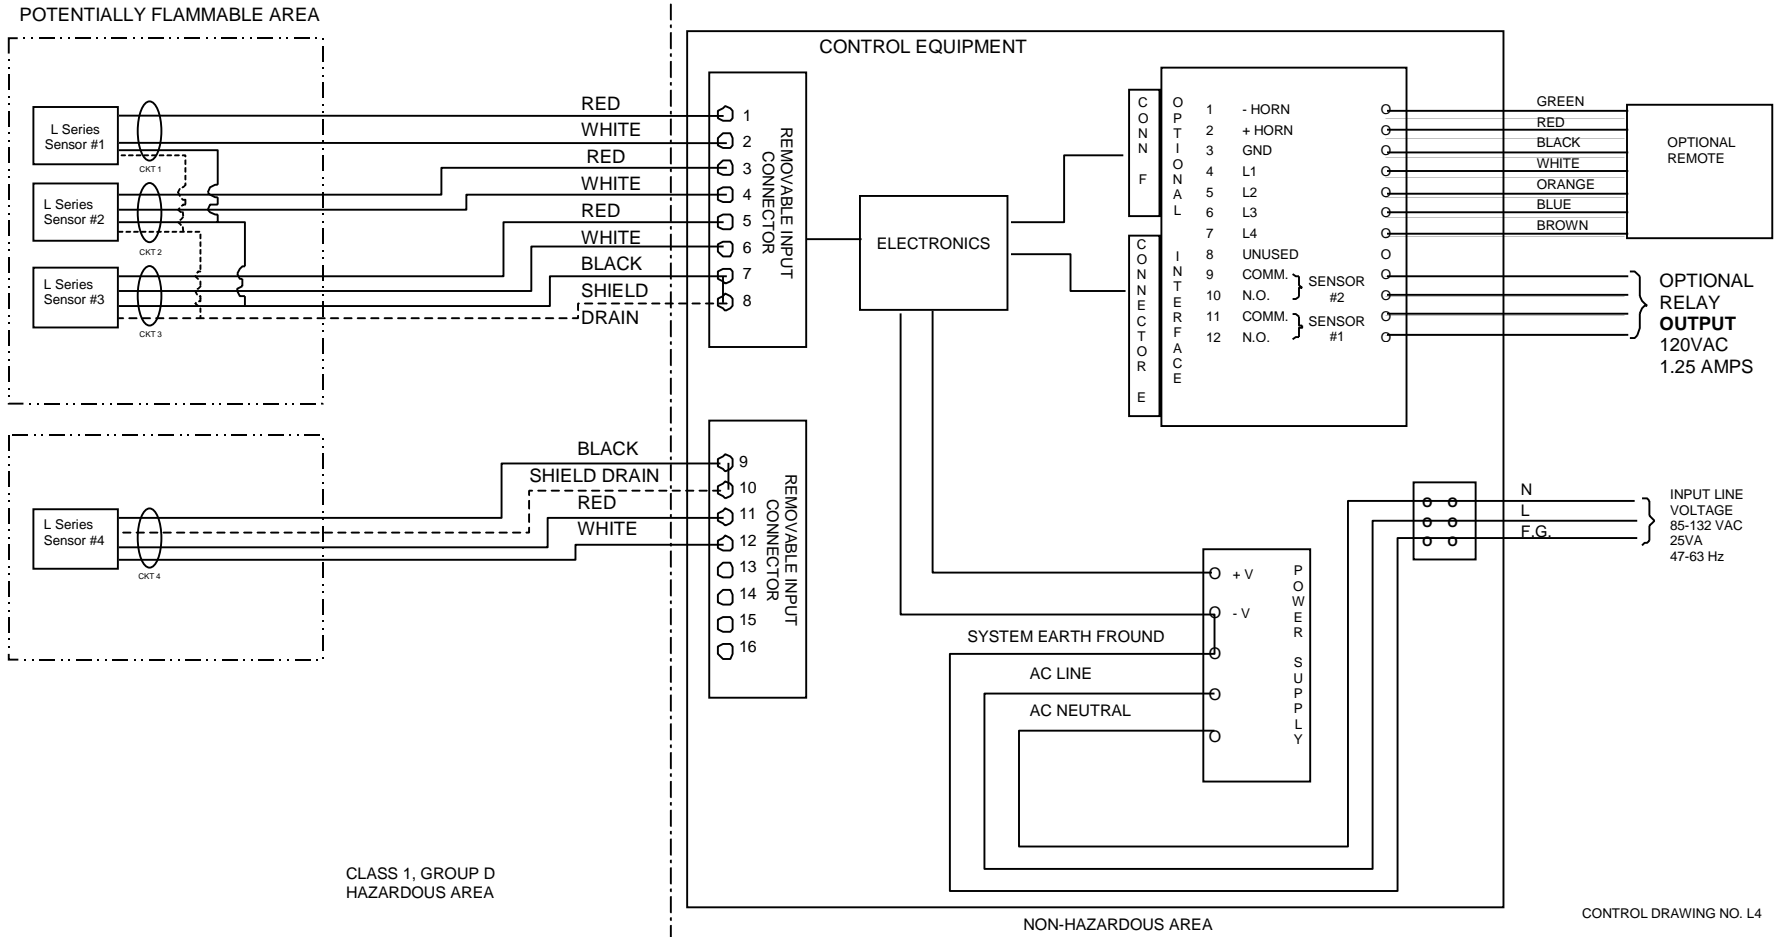 POTENTIALLY FLAMMABLE AREA
L Series
Sensor #1
CKT 1
L Series
Sensor #2
CKT 2
L Series
Sensor #3
CKT 3
L Series
Sensor #4
CKT 4
CLASS 1, GROUP D
HAZARDOUS AREA
RED
WHITE
RED
WHITE
RED
WHITE
BLACK
SHIELD
DRAIN
BLACK
SHIELD DRAIN
RED
WHITE
CONTROL EQUIPMENT
1
2
3
4
5
6
7
8
REMOVABLE INPUT
CONNECTOR
9
10
11
12
13
14
15
16
REMOVABLE INPUT
CONNECTOR
ELECTRONICS
CONN F
CONNECTOR E
OPTIONAL INTERFACE
1 - HORN
2 + HORN
3 GND
4 L1
5 L2
6 L3
7 L4
8 UNUSED
9 COMM.
10 N.O.
SENSOR
#2
11 COMM.
12 N.O.
SENSOR
#1
GREEN
RED
BLACK
WHITE
ORANGE
BLUE
BROWN
OPTIONAL
REMOTE
OPTIONAL
RELAY
OUTPUT
120VAC
1.25 AMPS
N
L
F.G.
INPUT LINE
VOLTAGE
85-132 VAC
25VA
47-63 Hz
+ V
- V
POWER SUPPLY
SYSTEM EARTH FROUND
AC LINE
AC NEUTRAL
NON-HAZARDOUS AREA
CONTROL DRAWING NO. L4